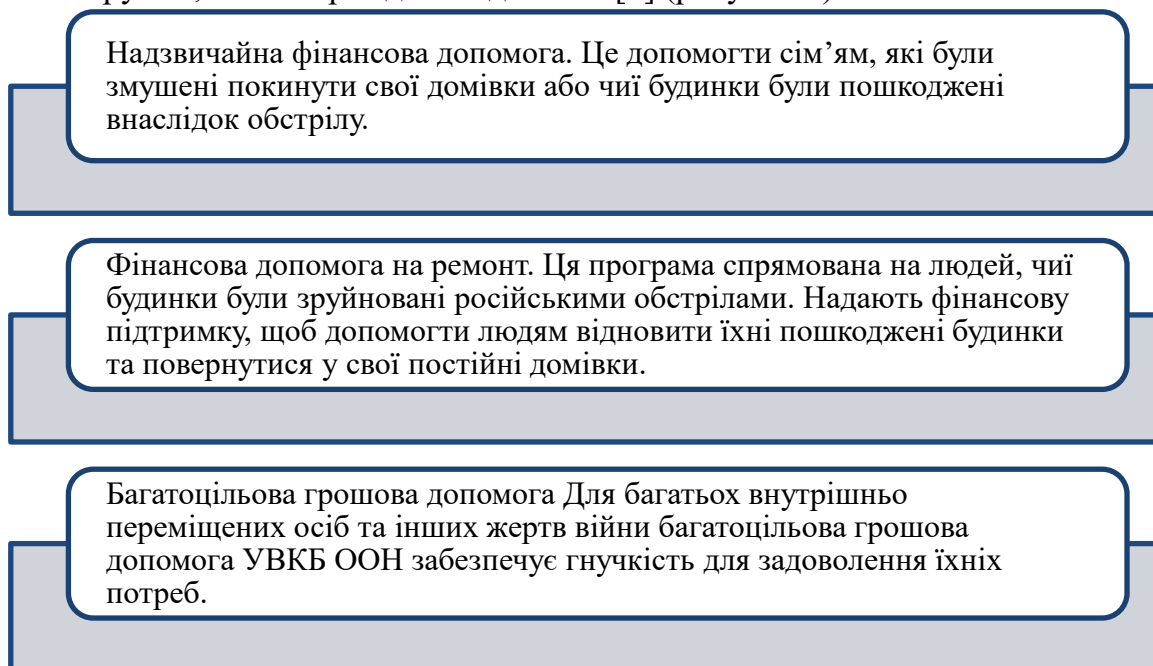 Надзвичайна фінансова допомога. Це допомогти сім’ям, які були
змушені покинути свої домівки або чиї будинки були пошкоджені
внаслідок обстрілу.
Фінансова допомога на ремонт. Ця програма спрямована на людей, чиї
будинки були зруйновані російськими обстрілами. Надають фінансову
підтримку, щоб допомогти людям відновити їхні пошкоджені будинки
та повернутися у свої постійні домівки.
Багатоцільова грошова допомога Для багатьох внутрішньо
переміщених осіб та інших жертв війни багатоцільова грошова
допомога УВКБ ООН забезпечує гнучкість для задоволення їхніх
потреб.